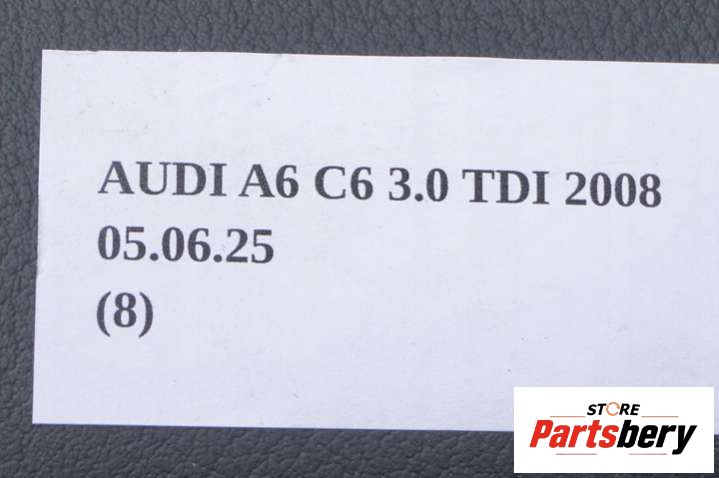 AUDI A6 C6 3.0 TDI 2008
05.06.25
(8)
STORE
Partsbery